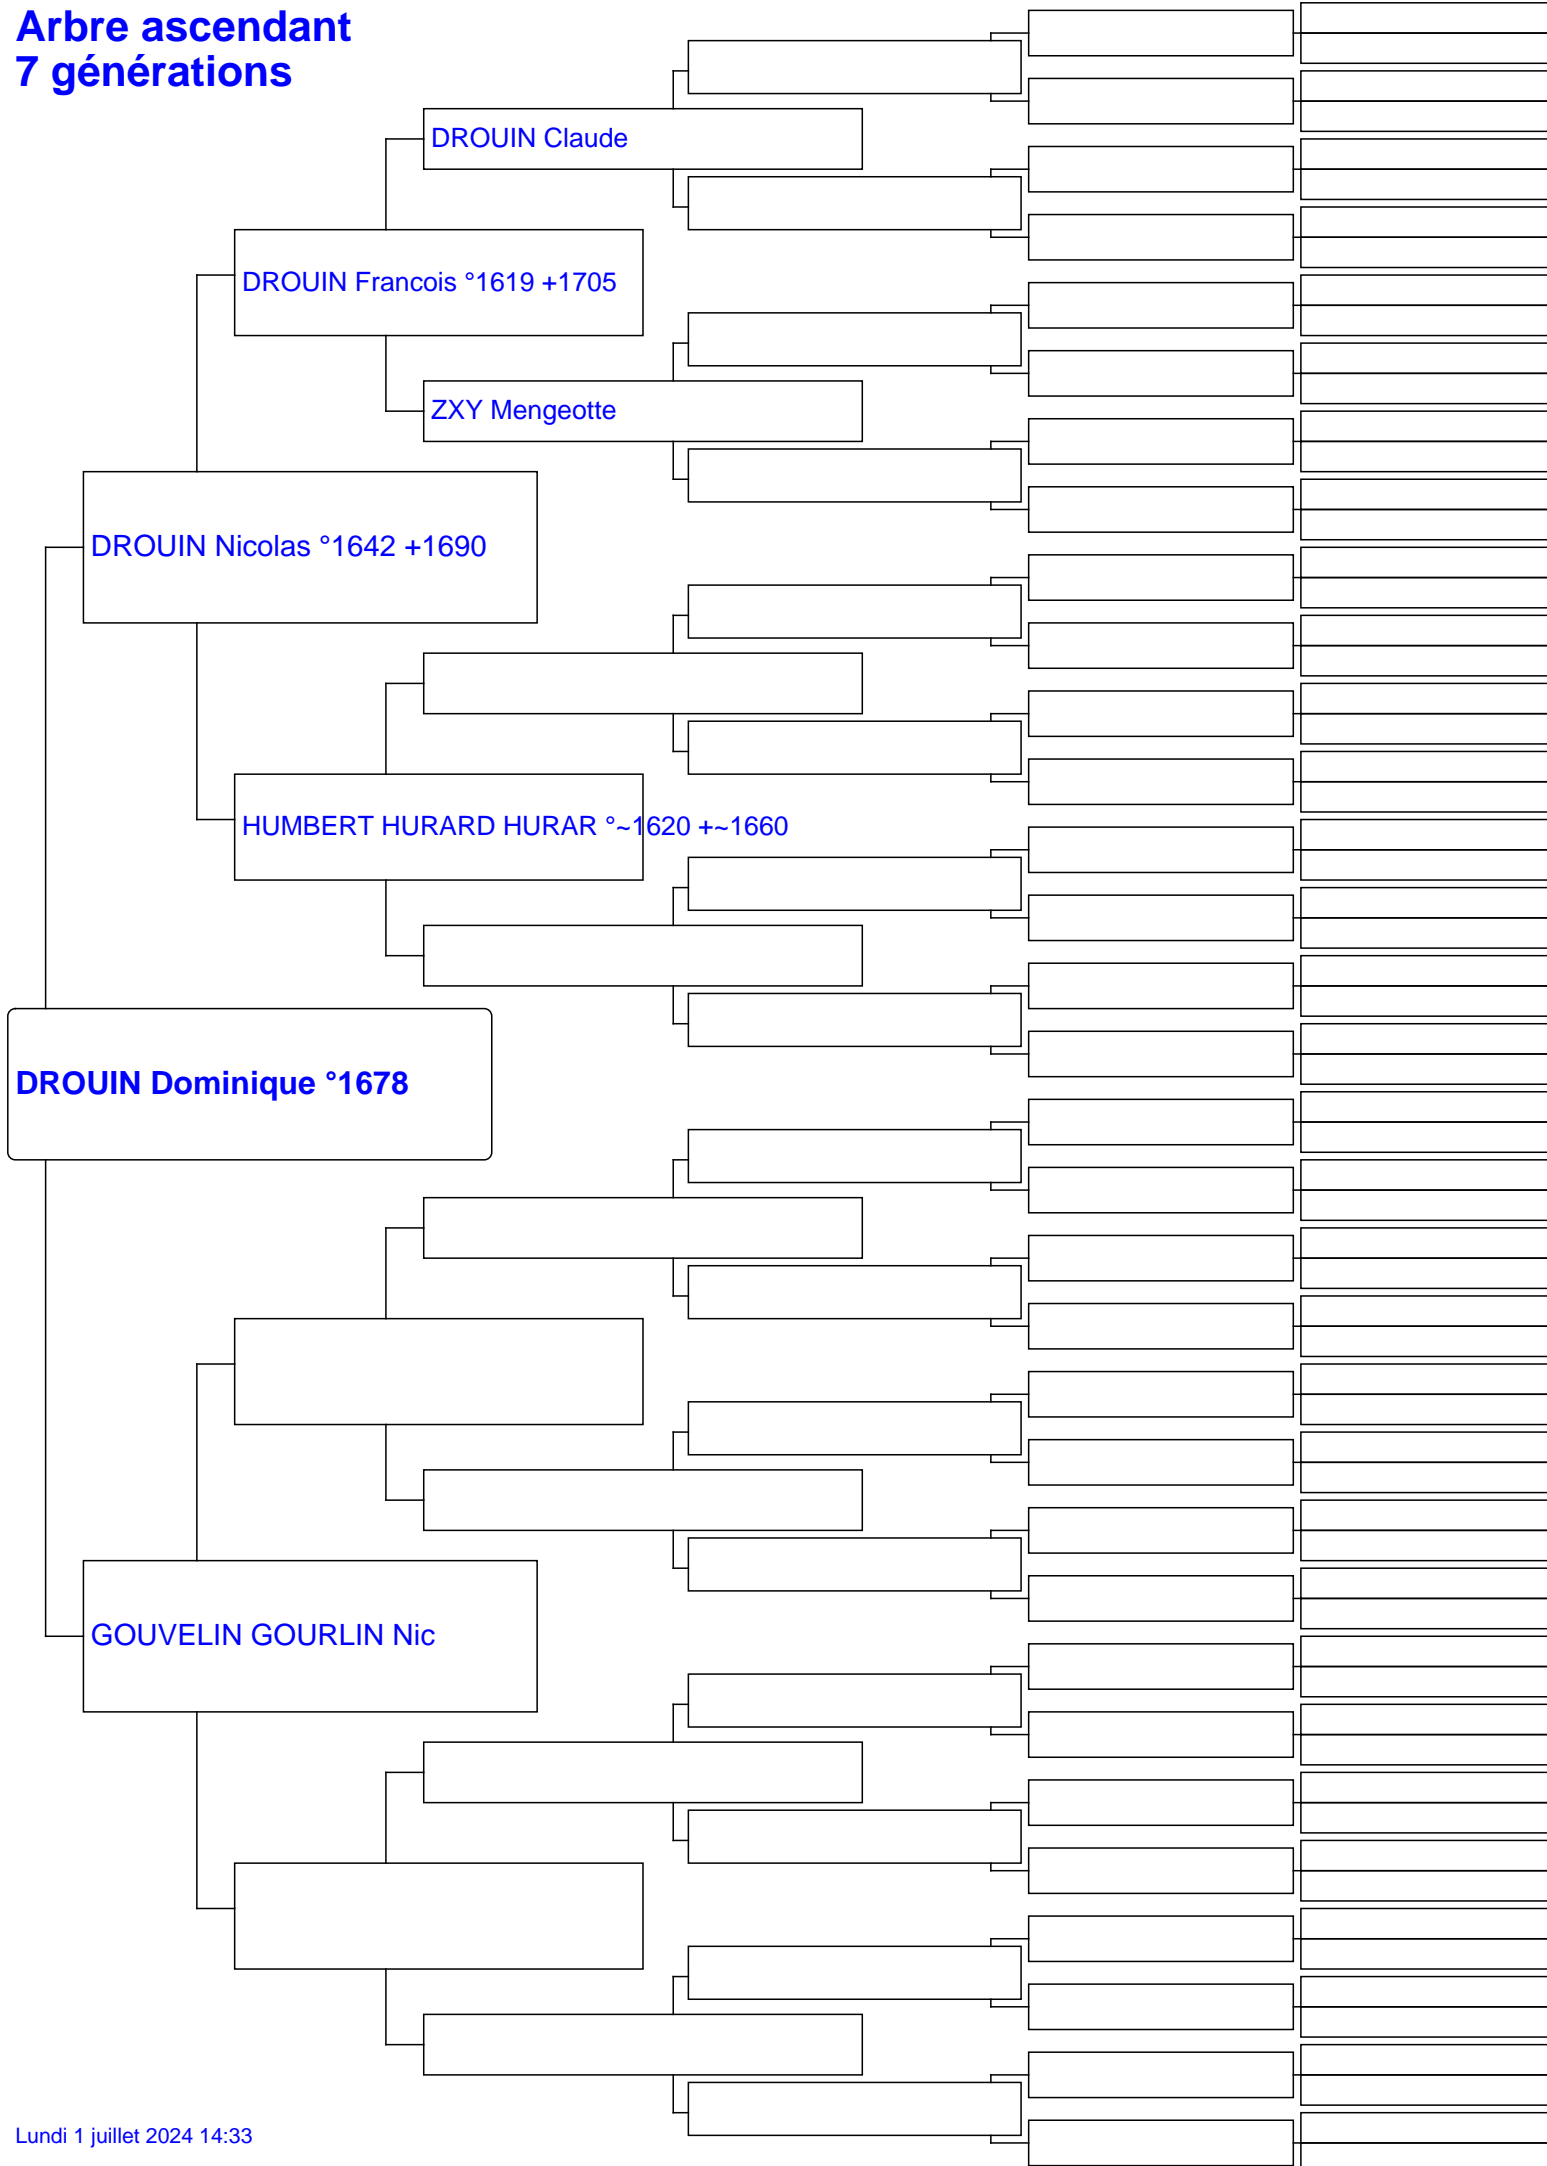 Arbre ascendant
7 générations
DROUIN Claude
DROUIN Francois °1619 +1705
ZXY Mengeotte
DROUIN Nicolas °1642 +1690
HUMBERT HURARD HURAR °~1620 +~1660
DROUIN Dominique °1678
GOUVELIN GOURLIN Nic
Lundi 1 juillet 2024 14:33